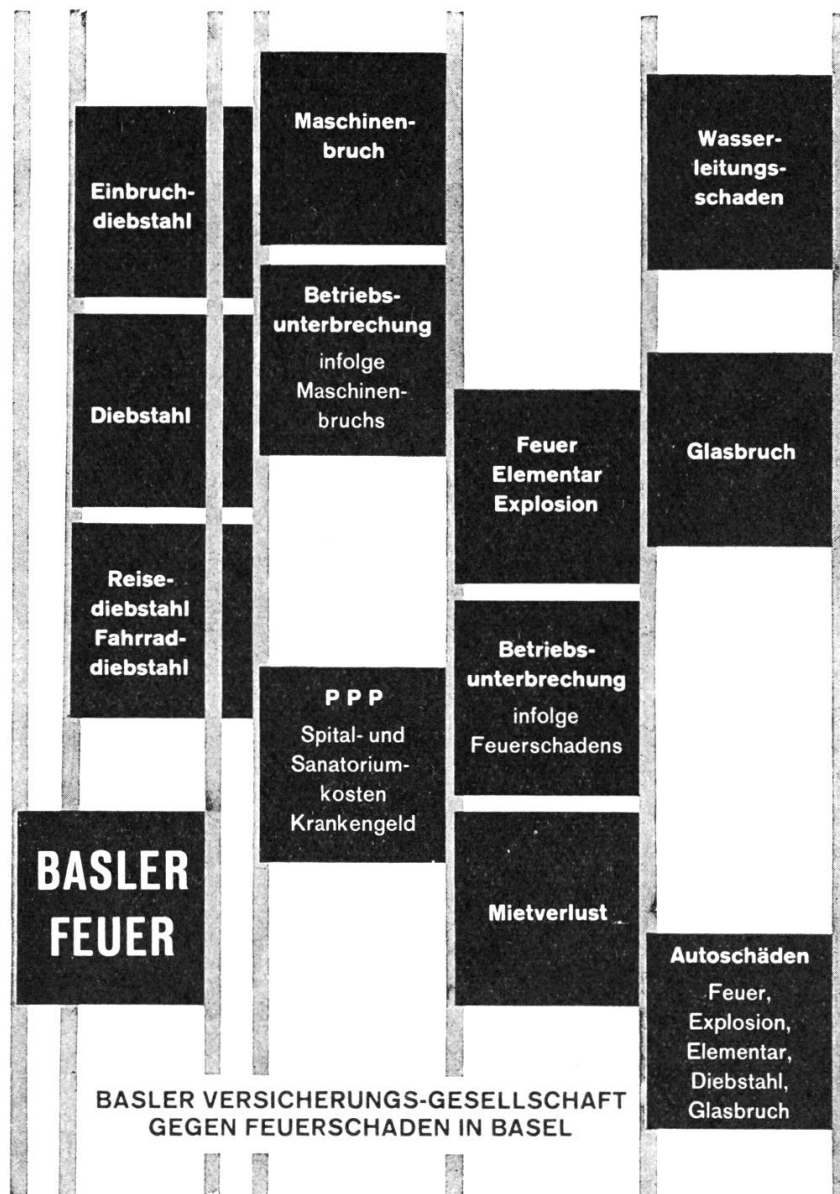 Einbruch-
diebstahl
Diebstahl
Reise-
diebstahl
Fahrrad-
diebstahl
BASLER
FEUER
Maschinen-
bruch
Betriebs-
unterbrechung
infolge
Maschinen-
bruchs
P P P
Spital- und
Sanatorium-
kosten
Krankengeld
Feuer
Elementar
Explosion
Betriebs-
unterbrechung
infolge
Feuerschadens
Mietverlust
Wasser-
leitungs-
schaden
Glasbruch
Autoschäden
Feuer,
Explosion,
Elementar,
Diebstahl,
Glasbruch
BASLER VERSICHERUNGS-GESELLSCHAFT
GEGEN FEUERSCHADEN IN BASEL